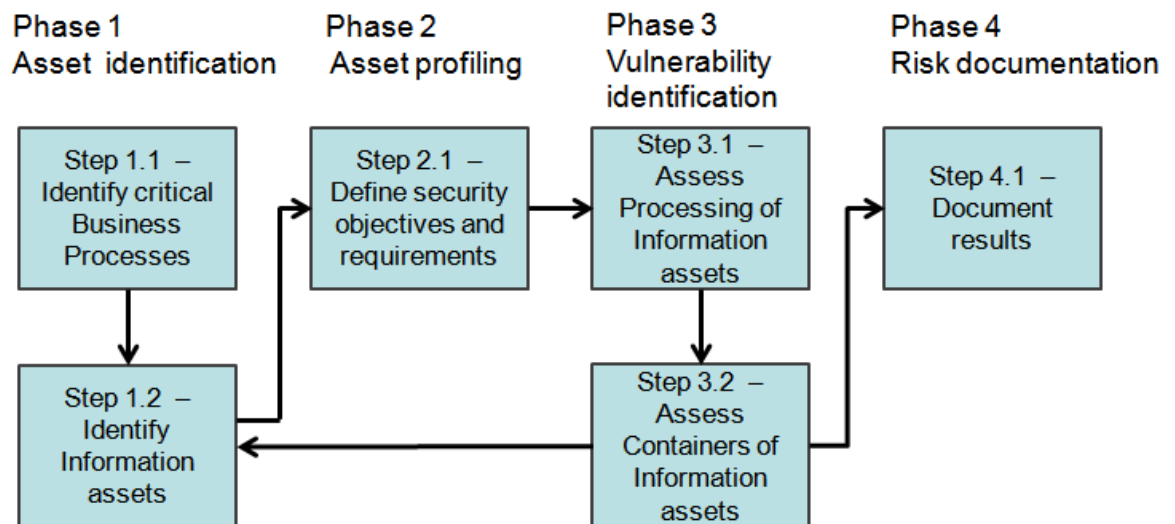 Phase 1
Asset identification
Phase 2
Asset profiling
Phase 3
Vulnerability
identification
Phase 4
Risk documentation
Step 1.1 –
Identify critical
Business
Processes
Step 2.1 –
Define security
objectives and
requirements
Step 3.1 –
Assess
Processing of
Information
assets
Step 4.1 –
Document
results
Step 1.2 –
Identify
Information
assets
Step 3.2 –
Assess
Containers of
Information
assets